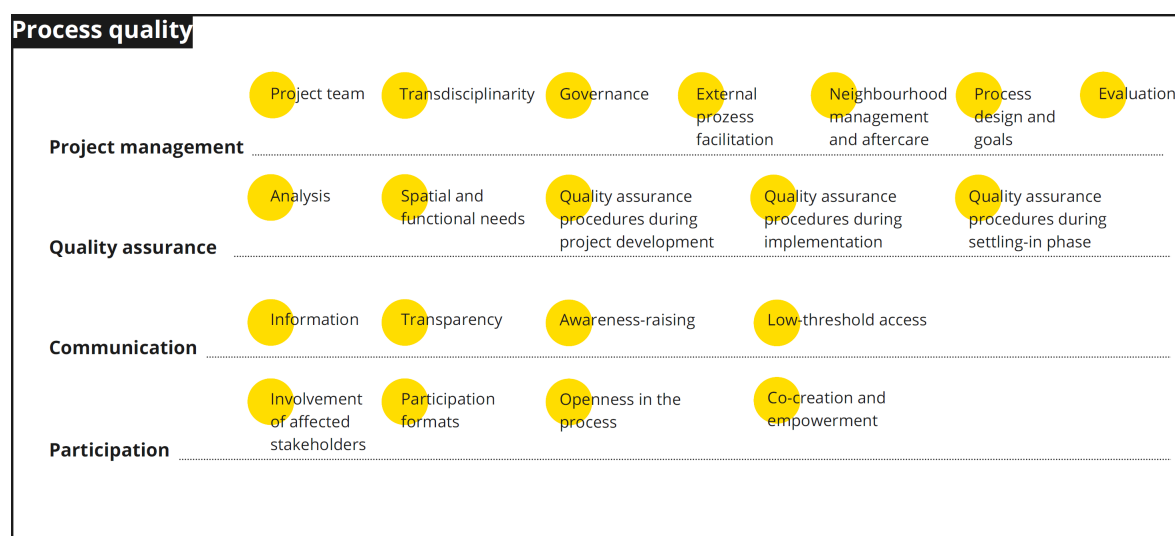 Process quality
Project team
Transdisciplinarity
Governance
External
prozess
facilitation
Neighbourhood
management
and aftercare
Process
design and
goals
Evaluation
Project management
Analysis
Spatial and
functional needs
Quality assurance
procedures during
project development
Quality assurance
procedures during
implementation
Quality assurance
procedures during
settling-in phase
Quality assurance
Information
Transparency
Awareness-raising
Low-threshold access
Communication
Involvement
of affected
stakeholders
Participation
formats
Openness in the
process
Co-creation and
empowerment
Participation